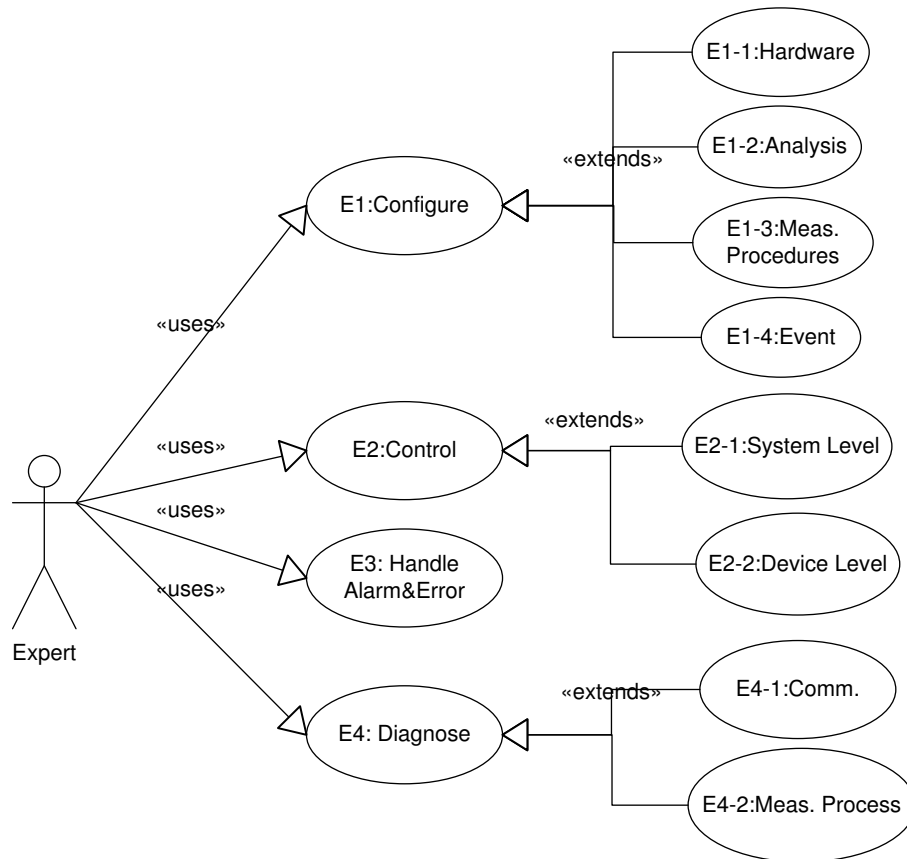 E1-1:Hardware
E1-2:Analysis
«extends»
E1:Configure
E1-3:Meas.
Procedures
«uses»
E1-4:Event
«extends»
«uses»
E2:Control
E2-1:System Level
«uses»
E3: Handle
Alarm&Error
E2-2:Device Level
«uses»
Expert
«extends»
E4-1:Comm.
E4: Diagnose
E4-2:Meas. Process